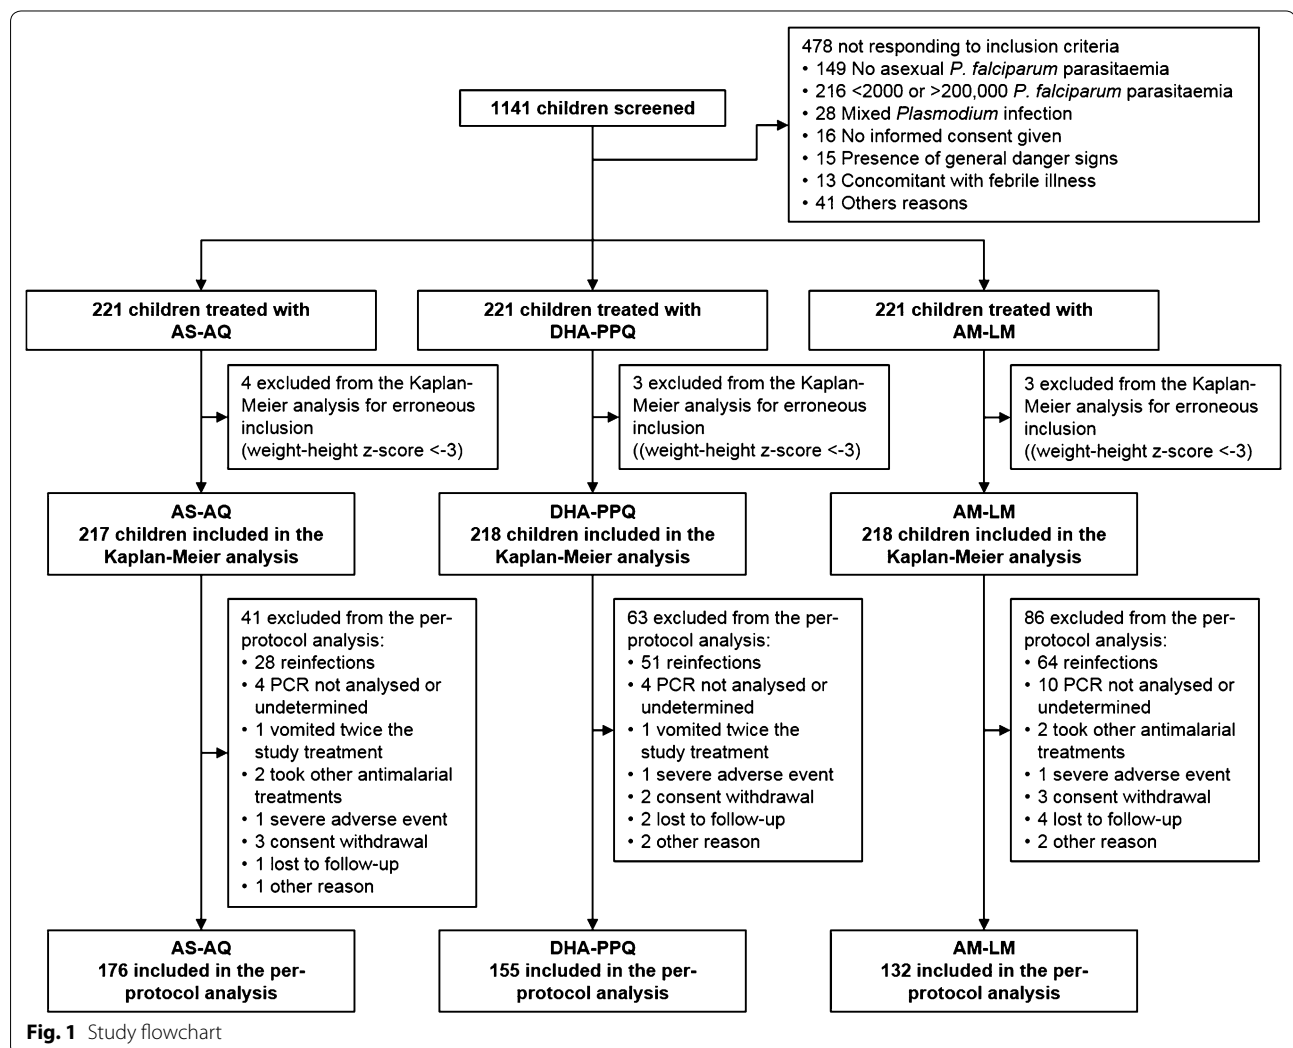 1141 children screened
478 not responding to inclusion criteria
• 149 No asexual P. falciparum parasitaemia
• 216 <2000 or >200,000 P. falciparum parasitaemia
• 28 Mixed Plasmodium infection
• 16 No informed consent given
• 15 Presence of general danger signs
• 13 Concomitant with febrile illness
• 41 Others reasons
221 children treated with
AS-AQ
221 children treated with
DHA-PPQ
221 children treated with
AM-LM
4 excluded from the Kaplan-
Meier analysis for erroneous
inclusion
(weight-height z-score <-3)
3 excluded from the Kaplan-
Meier analysis for erroneous
inclusion
((weight-height z-score <-3)
3 excluded from the Kaplan-
Meier analysis for erroneous
inclusion
((weight-height z-score <-3)
AS-AQ
217 children included in the
Kaplan-Meier analysis
DHA-PPQ
218 children included in the
Kaplan-Meier analysis
AM-LM
218 children included in the
Kaplan-Meier analysis
41 excluded from the per-
protocol analysis:
• 28 reinfections
• 4 PCR not analysed or
undetermined
• 1 vomited twice the
study treatment
• 2 took other antimalarial
treatments
• 1 severe adverse event
• 3 consent withdrawal
• 1 lost to follow-up
• 1 other reason
63 excluded from the per-
protocol analysis:
• 51 reinfections
• 4 PCR not analysed or
undetermined
• 1 vomited twice the
study treatment
• 1 severe adverse event
• 2 consent withdrawal
• 2 lost to follow-up
• 2 other reason
86 excluded from the per-
protocol analysis:
• 64 reinfections
• 10 PCR not analysed or
undetermined
• 2 took other antimalarial
treatments
• 1 severe adverse event
• 3 consent withdrawal
• 4 lost to follow-up
• 2 other reason
AS-AQ
176 included in the per-
protocol analysis
DHA-PPQ
155 included in the per-
protocol analysis
AM-LM
132 included in the per-
protocol analysis
Fig. 1 Study flowchart